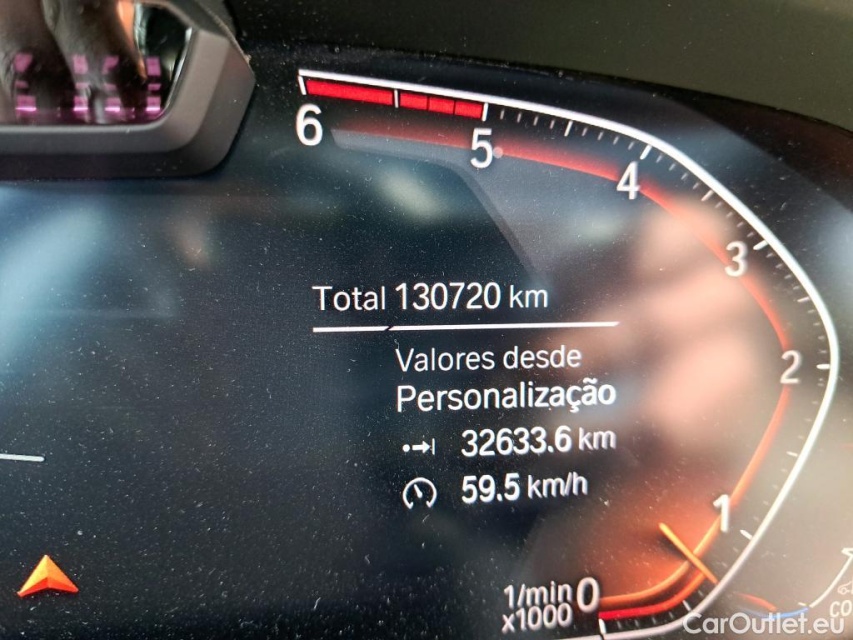 6
5
4
3
2
1
Total 130720 km
Valores desde
Personalização
32633.6 km
59.5 km/h
1/min 0
x1000
CO
CarOutlet.eu